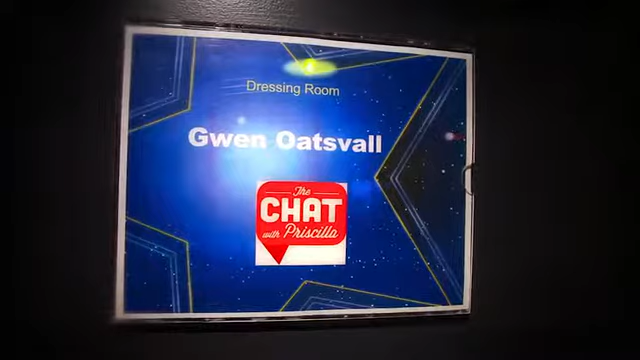 Dressing Room
Gwen Oatsvall
The
CHAT
with Priscilla